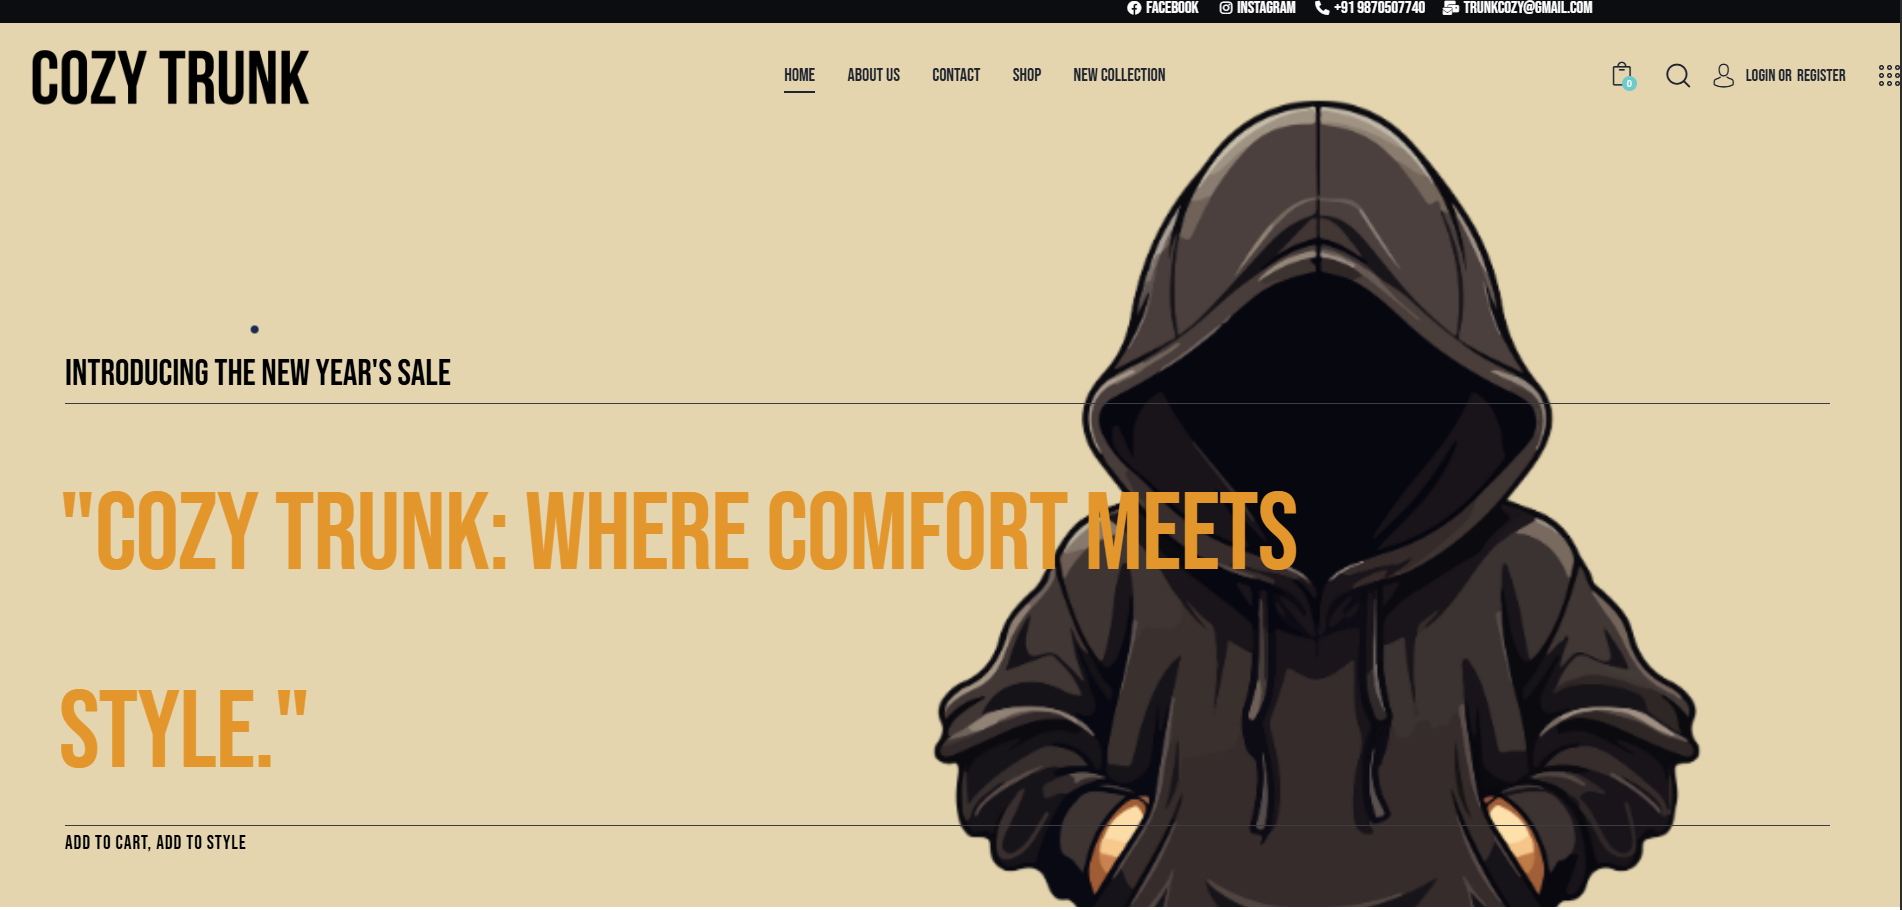 FACEBOOK INSTAGRAM +91 9870507740 TRUNKCOZY@GMAIL.COM
COZY TRUNK HOME ABOUT US CONTACT SHOP NEW COLLECTION 0 LOGIN OR REGISTER
INTRODUCING THE NEW YEAR'S SALE
"COZY TRUNK: WHERE COMFORT MEETS
STYLE."
ADD TO CART, ADD TO STYLE